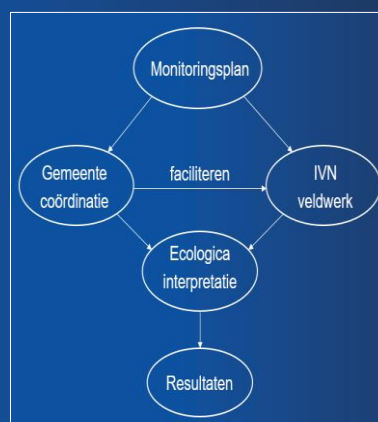 Monitoringsplan
Gemeente
coördinatie
faciliteren
IVN
veldwerk
Ecologica
interpretatie
Resultaten